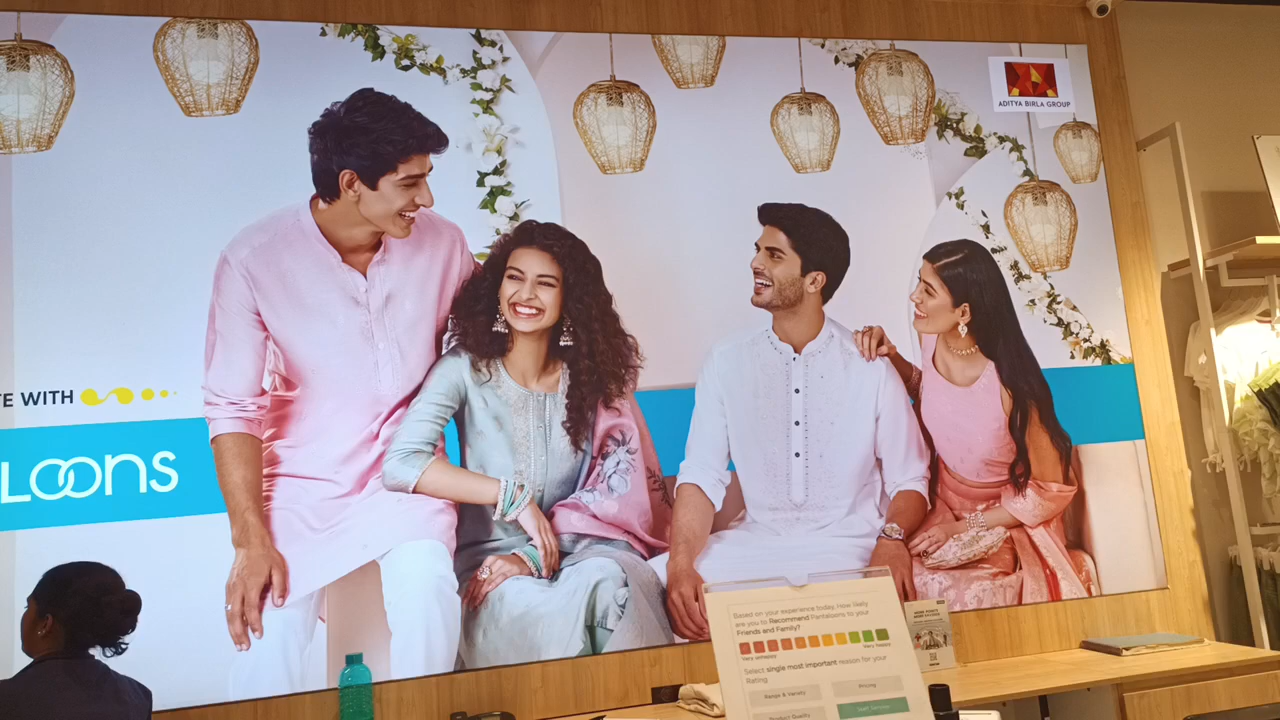 ADITYA BIRLA GROUP
TE WITH
LOONS
Based on your experience today, How likely
are you to Recommend Pantaloons to your
Friends and Family?
Very unhappy
Very happy
Select single most important reason for your
Rating
Range & Variety
Pricing
Product Quality
Staff Service